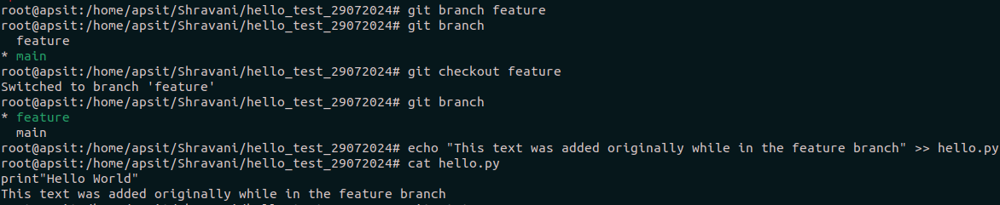 root@apsit:/home/apsit/Shravani/hello_test_29072024# git branch feature
root@apsit:/home/apsit/Shravani/hello_test_29072024# git branch
  feature
* main
root@apsit:/home/apsit/Shravani/hello_test_29072024# git checkout feature
Switched to branch 'feature'
root@apsit:/home/apsit/Shravani/hello_test_29072024# git branch
* feature
  main
root@apsit:/home/apsit/Shravani/hello_test_29072024# echo "This text was added originally while in the feature branch" >> hello.py
root@apsit:/home/apsit/Shravani/hello_test_29072024# cat hello.py
print"Hello World"
This text was added originally while in the feature branch